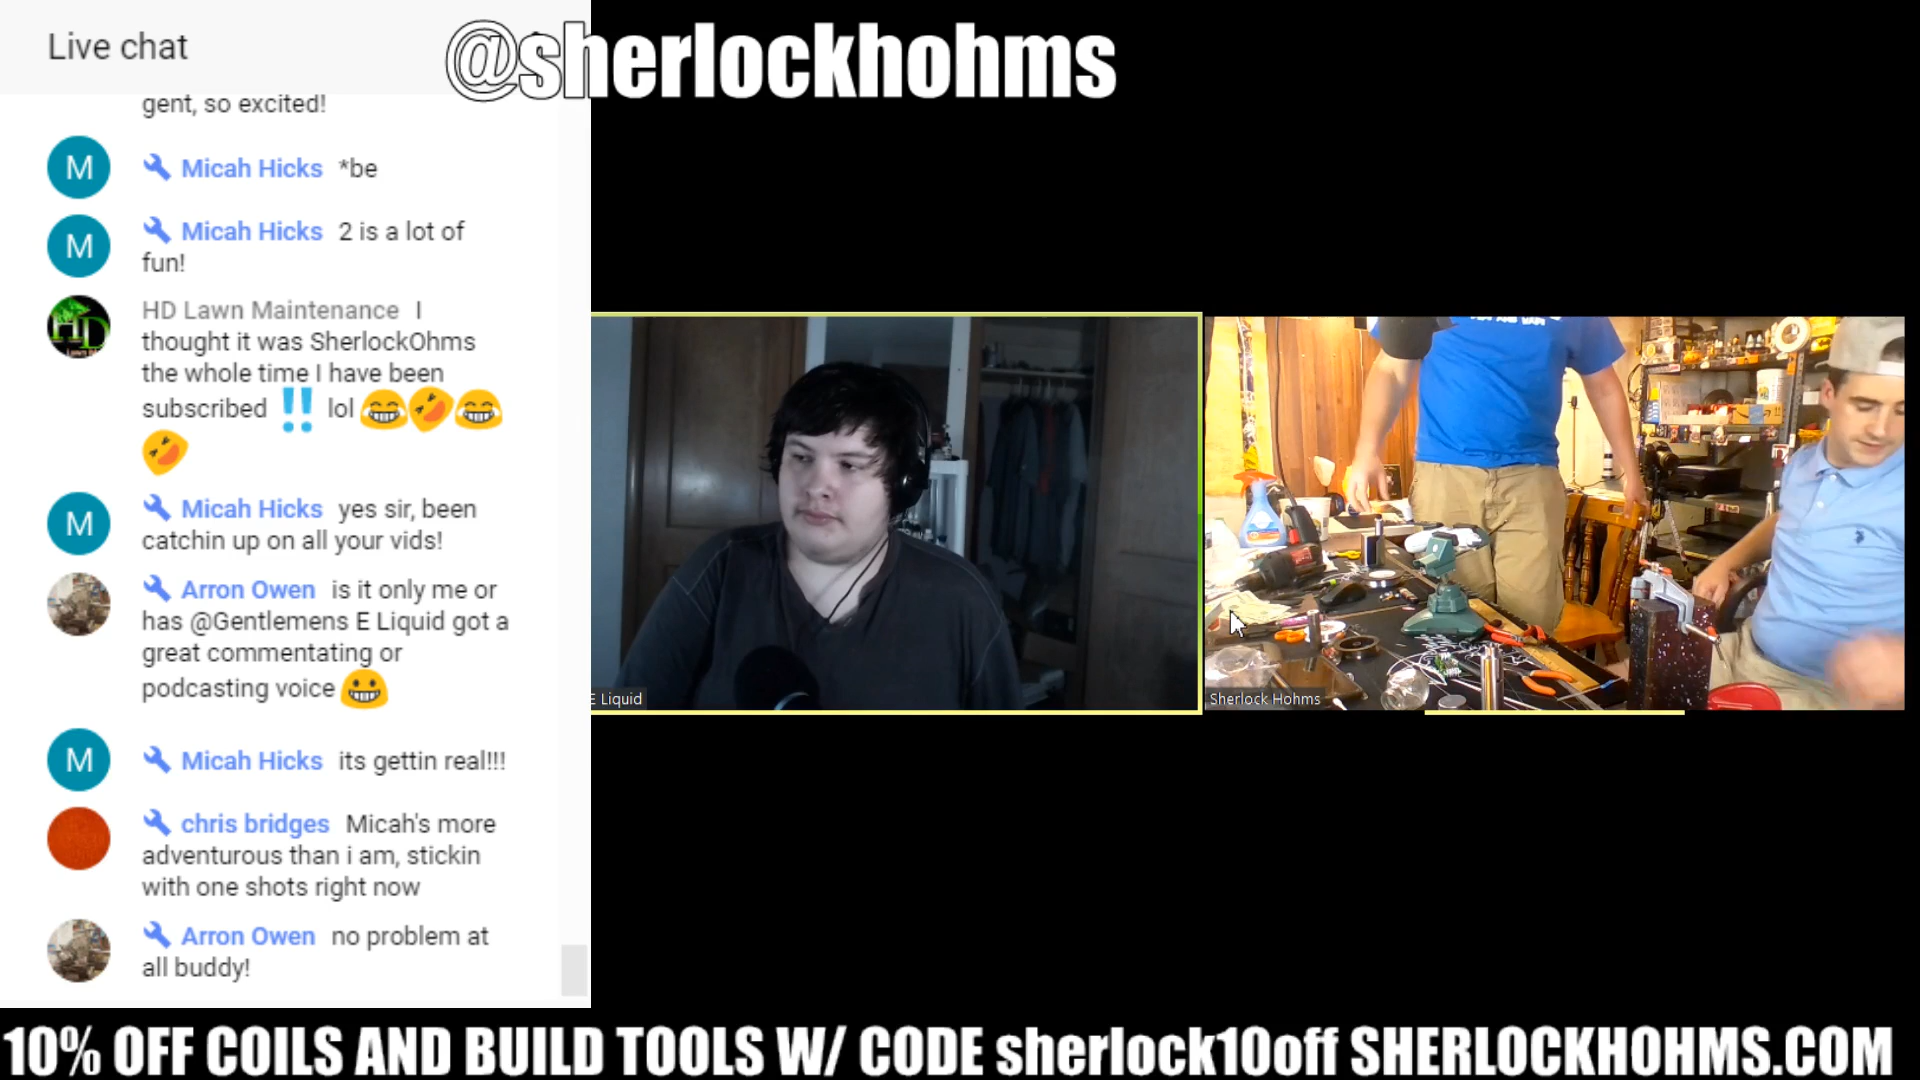 Live chat
@sherlockhohms
gent, so excited!
M
Micah Hicks *be
M
Micah Hicks 2 is a lot of
fun!
HD
HD Lawn Maintenance I
thought it was SherlockOhms
the whole time I have been
subscribed ‼ lol 😂🤣😂
🤣
M
Micah Hicks yes sir, been
catchin up on all your vids!
Arron Owen is it only me or
has @Gentlemens E Liquid got a
great commentating or
podcasting voice 😀
M
Micah Hicks its gettin real!!!
chris bridges Micah's more
adventurous than i am, stickin
with one shots right now
Arron Owen no problem at
all buddy!
E Liquid
Sherlock Hohms
10% OFF COILS AND BUILD TOOLS W/ CODE sherlock10off SHERLOCKHOHMS.COM